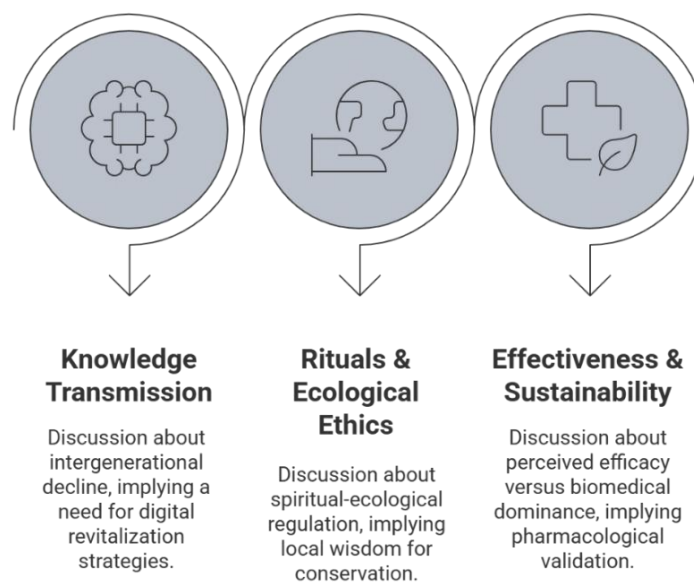 Knowledge
Transmission
Discussion about
intergenerational
decline, implying a
need for digital
revitalization
strategies.
Rituals &
Ecological
Ethics
Discussion about
spiritual-ecological
regulation, implying
local wisdom for
conservation.
Effectiveness &
Sustainability
Discussion about
perceived efficacy
versus biomedical
dominance, implying
pharmacological
validation.